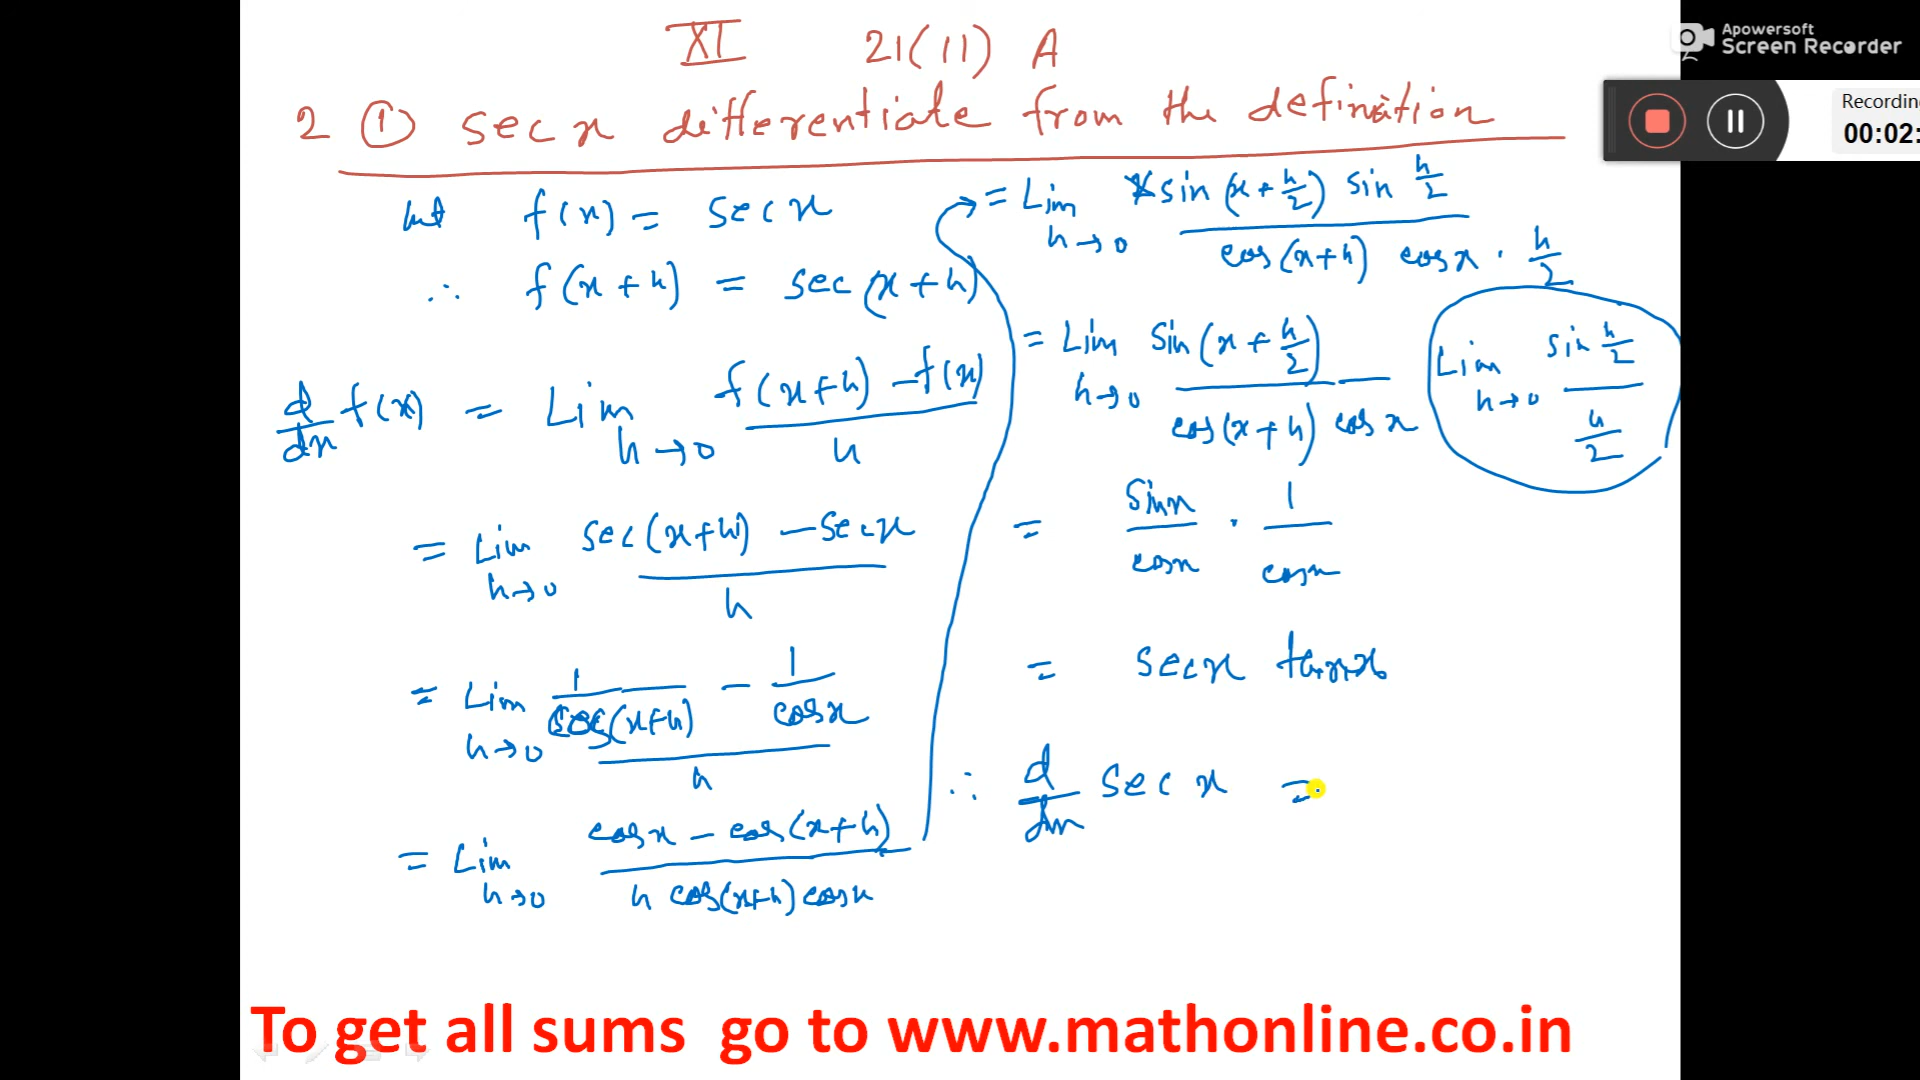 XI 21(11) A
2 ① sec x differentiate from the definition
Let f(x) = sec x
∴ f(x+h) = sec(x+h)
d/dx f(x) = Lim h→0 f(x+h) – f(x) / h
= Lim h→0 sec(x+h) – sec x / h
= Lim h→0 1/cos(x+h) – 1/cos x / h
= Lim h→0 cos x – cos(x+h) / h cos(x+h) cos x
= Lim h→0 2 sin(x + h/2) sin h/2 / cos(x+h) cos x · h/2
= Lim h→0 sin(x + h/2) / cos(x+h) cos x Lim h→0 sin h/2 / h/2
= sin x / cos x · 1 / cos x
= sec x tan x
∴ d/dx sec x =
To get all sums go to www.mathonline.co.in
Apowersoft
Screen Recorder
Recordin
00:02: